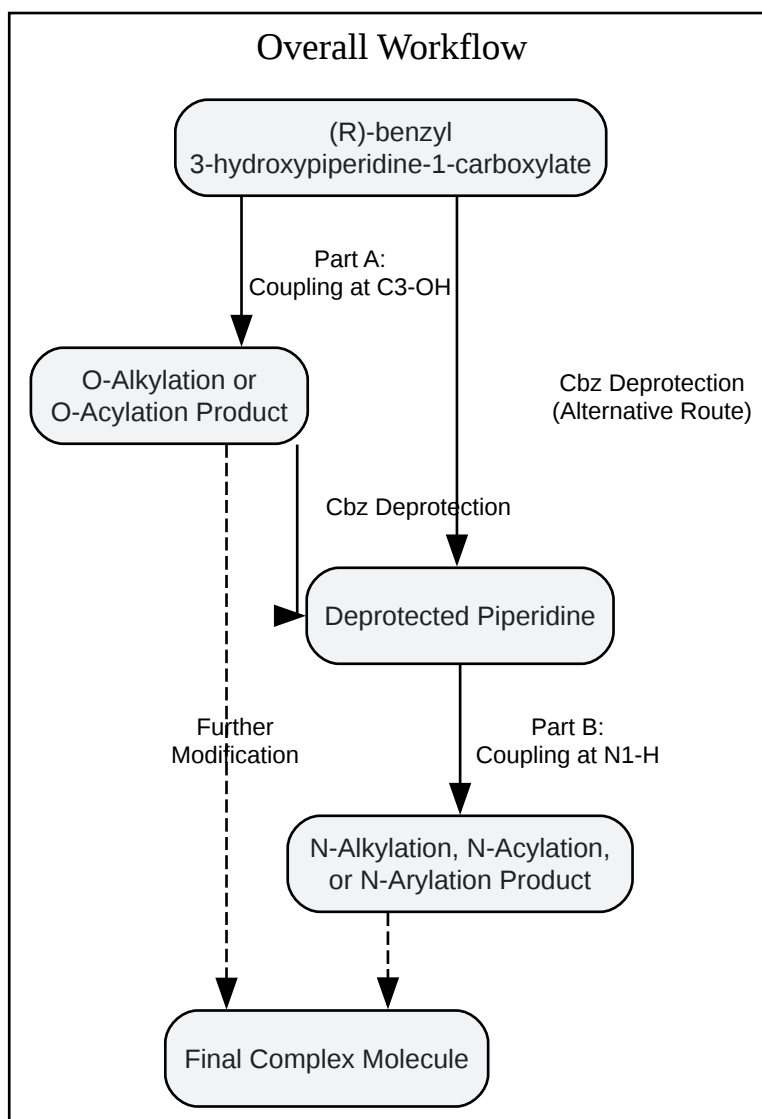 Overall Workflow
(R)-benzyl
3-hydroxypiperidine-1-carboxylate
Part A:
Coupling at C3-OH
O-Alkylation or
O-Acylation Product
Cbz Deprotection
(Alternative Route)
Cbz Deprotection
Deprotected Piperidine
Further
Modification
Part B:
Coupling at N1-H
N-Alkylation, N-Acylation,
or N-Arylation Product
Final Complex Molecule